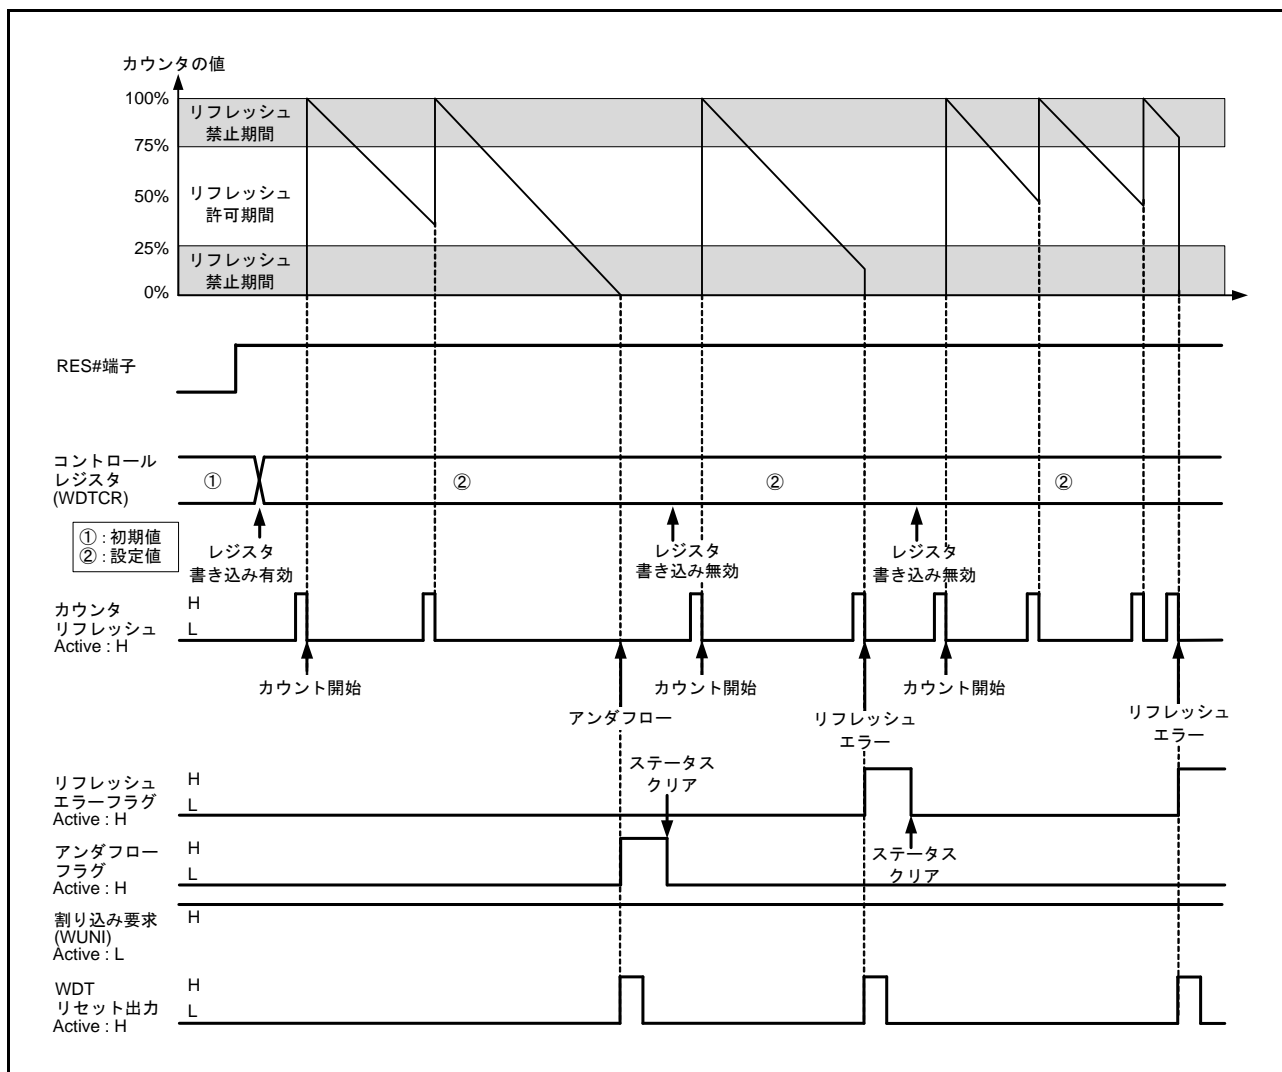 カウンタの値
100%
リフレッシュ
禁止期間
75%
50%
リフレッシュ
許可期間
25%
リフレッシュ
禁止期間
0%
RES#端子
コントロール
レジスタ
(WDTCR)
①
②
②
②
① : 初期値
② : 設定値
レジスタ
書き込み有効
レジスタ
書き込み無効
レジスタ
書き込み無効
カウンタ
リフレッシュ
Active : H
H
L
カウント開始
カウント開始
カウント開始
アンダフロー
リフレッシュ
エラー
リフレッシュ
エラー
リフレッシュ
エラーフラグ
Active : H
H
L
ステータス
クリア
アンダフロー
フラグ
Active : H
H
L
ステータス
クリア
割り込み要求
(WUNI)
Active : L
H
WDT
リセット出力
Active : H
H
L